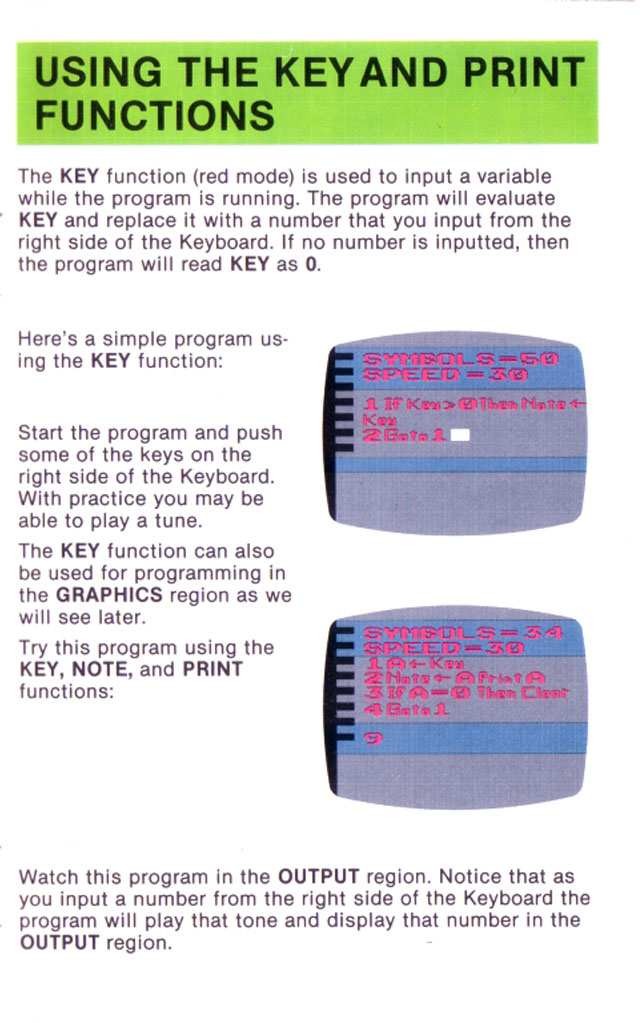 USING THE KEY AND PRINT
FUNCTIONS
The KEY function (red mode) is used to input a variable
while the program is running. The program will evaluate
KEY and replace it with a number that you input from the
right side of the Keyboard. If no number is inputted, then
the program will read KEY as 0.
Here's a simple program us-
ing the KEY function:
SYMBOLS=50
SPEED=30
1 If Key>0 Then Note←
Key
2 Goto 1
Start the program and push
some of the keys on the
right side of the Keyboard.
With practice you may be
able to play a tune.
The KEY function can also
be used for programming in
the GRAPHICS region as we
will see later.
Try this program using the
KEY, NOTE, and PRINT
functions:
SYMBOLS=34
SPEED=30
1 A←Key
2 Note←A Print A
3 If A=0 Then Clear
4 Goto 1
9
Watch this program in the OUTPUT region. Notice that as
you input a number from the right side of the Keyboard the
program will play that tone and display that number in the
OUTPUT region.